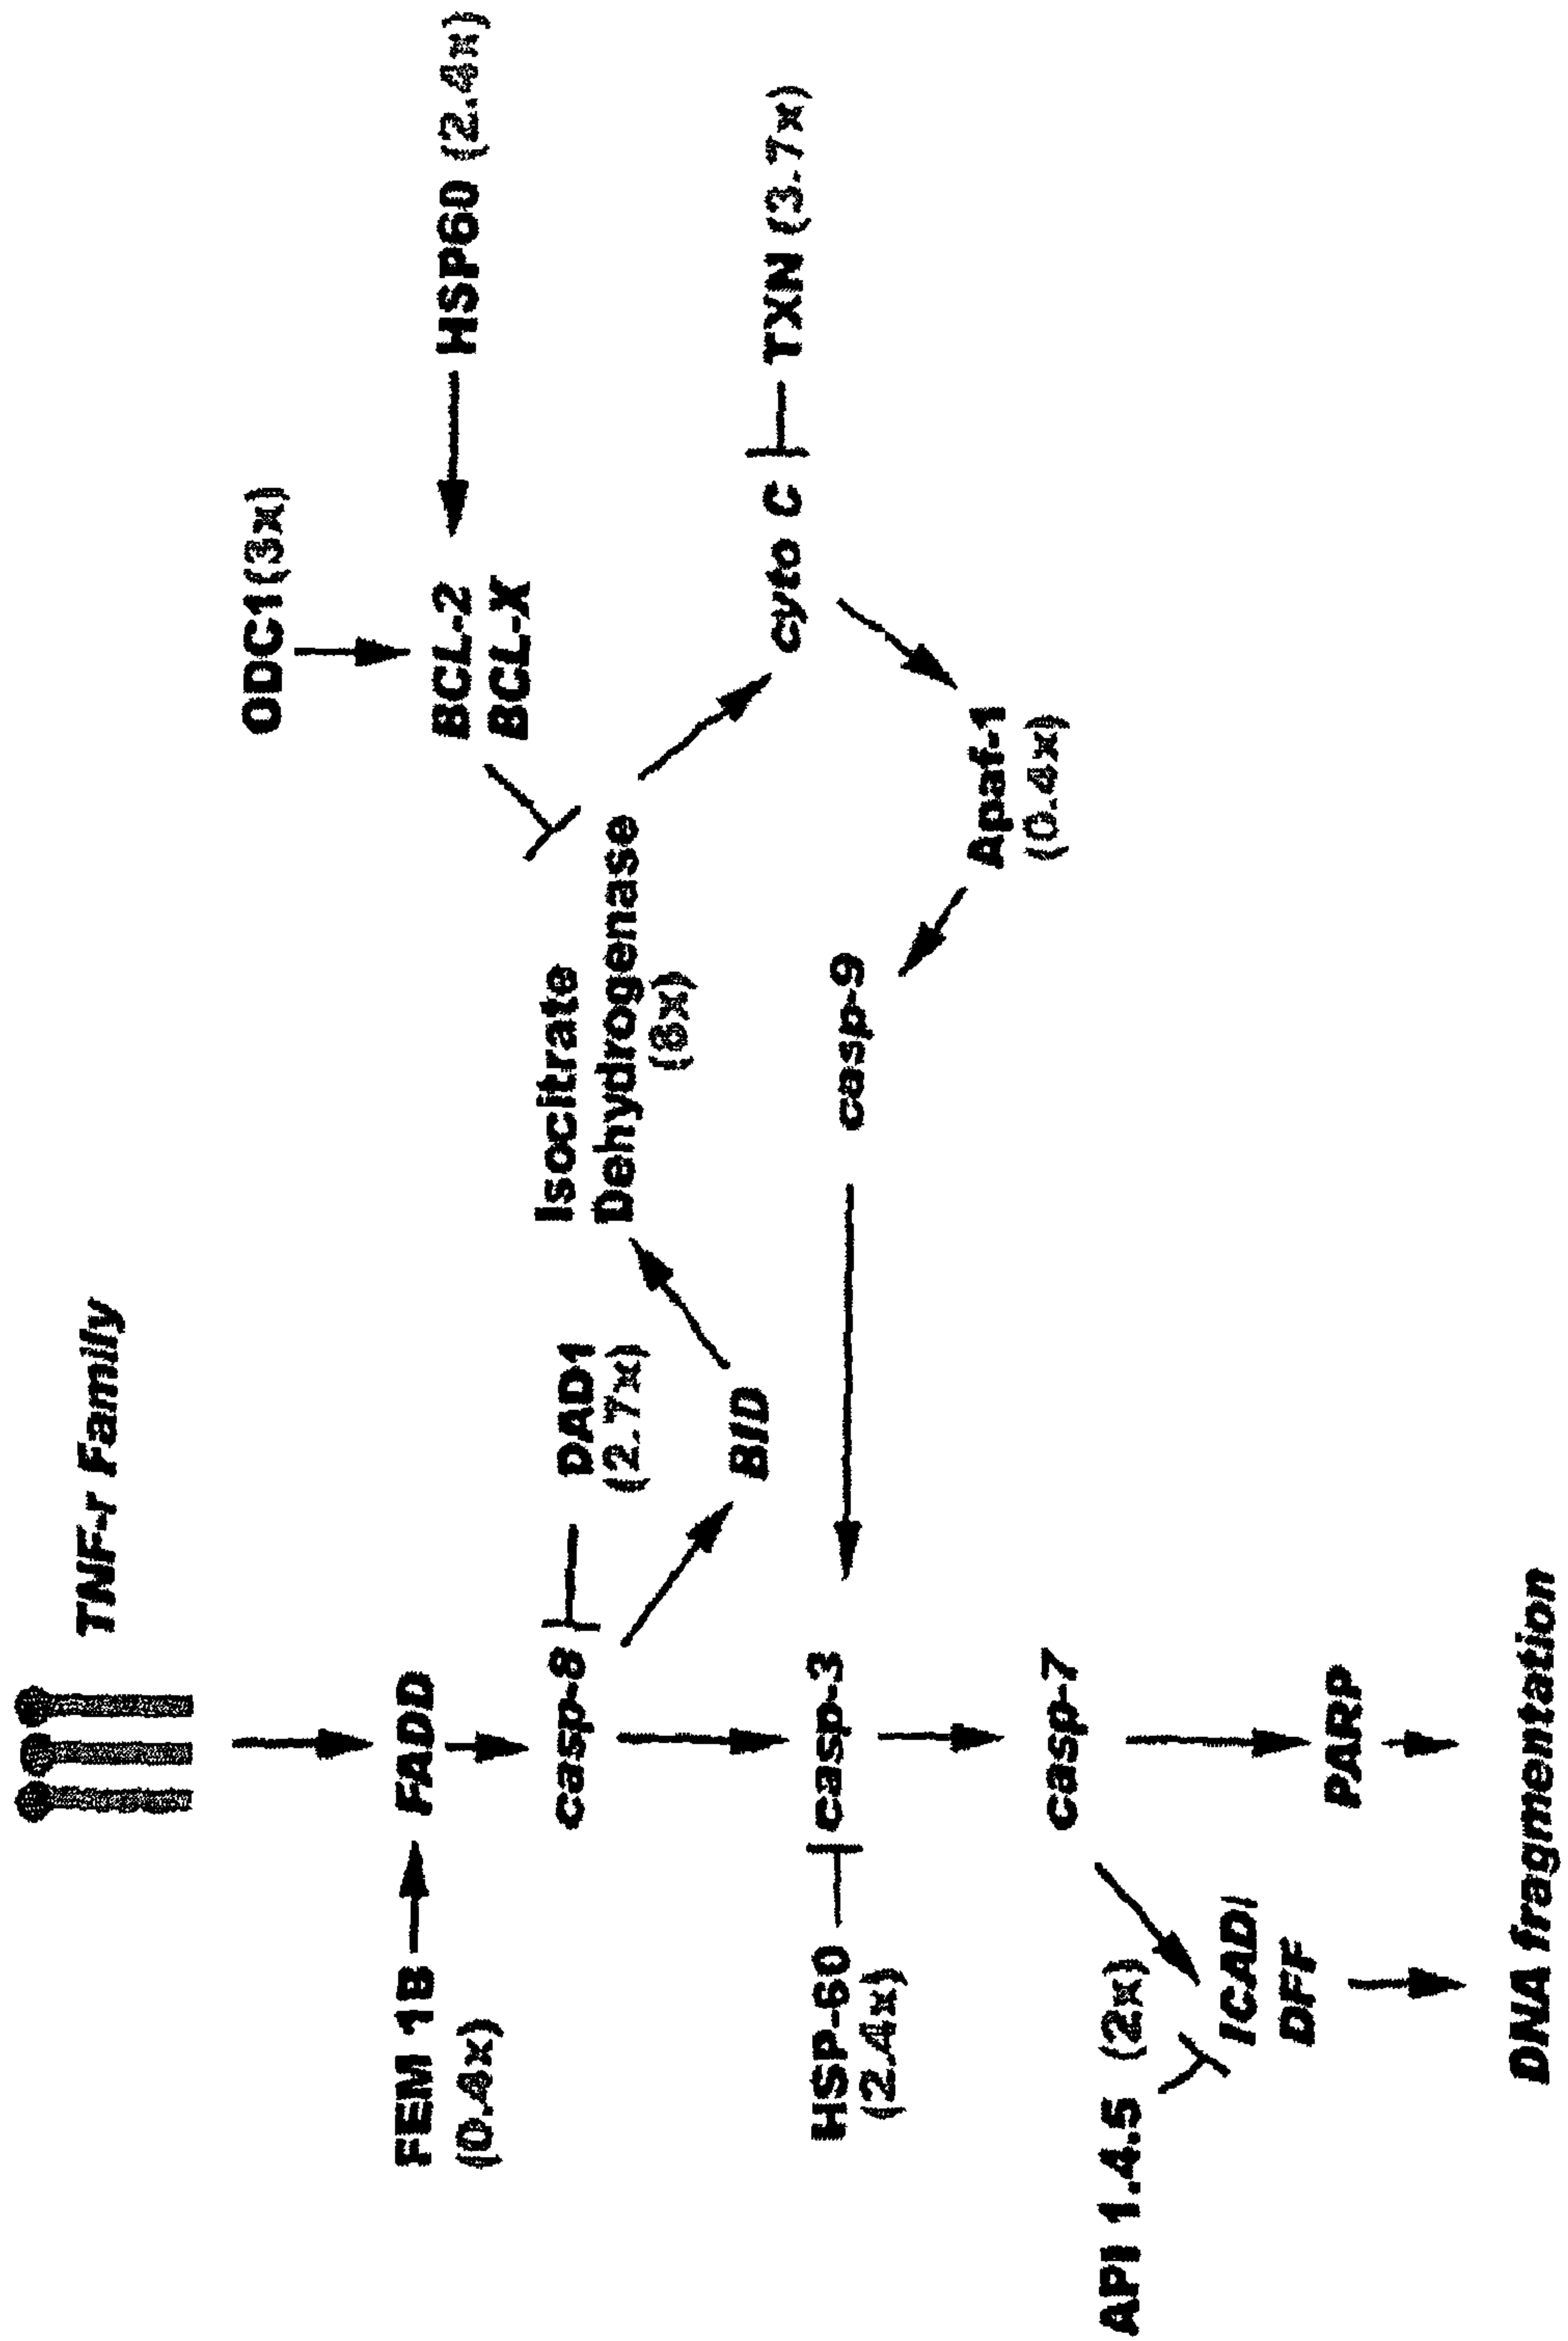 TNF-r Family
ODC1(3x)
FEM 1B
(0.4x)
FADD
BCL-2
BCL-X
HSP60 (2.4x)
casp-8
DAD1
(2.7x)
Isocitrate
Dehydrogenase
(8x)
BID
cyto C
TXN (3.7x)
HSP-60
(2.4x)
casp-3
casp-9
Apaf-1
(0.4x)
API 1.4.5 (2x)
casp-7
ICAD/
DFF
PARP
DNA fragmentation